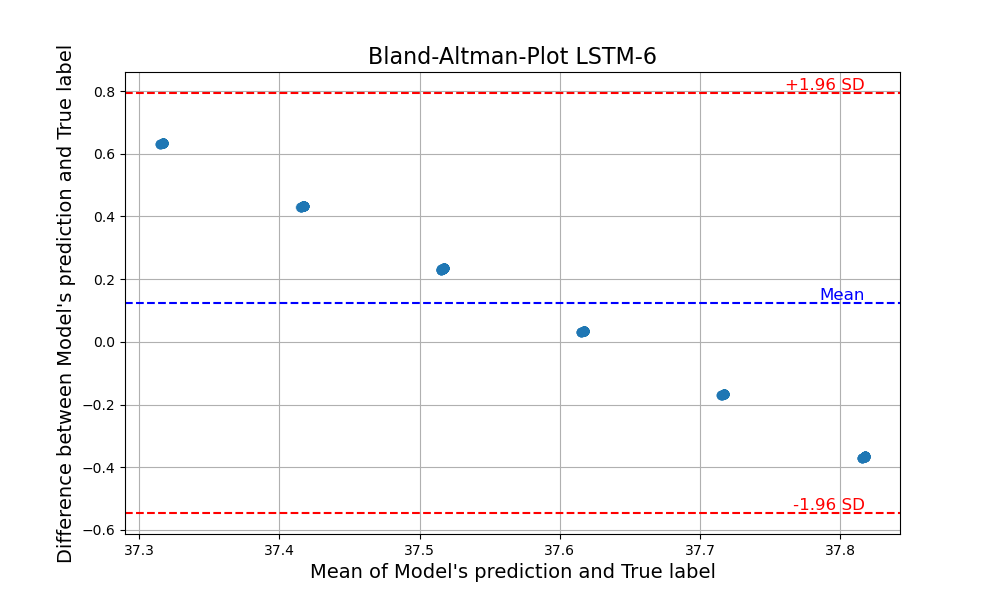 Bland-Altman-Plot LSTM-6
Difference between Model's prediction and True label
0.8
0.6
0.4
0.2
0.0
−0.2
−0.4
−0.6
+1.96 SD
Mean
-1.96 SD
37.3 37.4 37.5 37.6 37.7 37.8
Mean of Model's prediction and True label